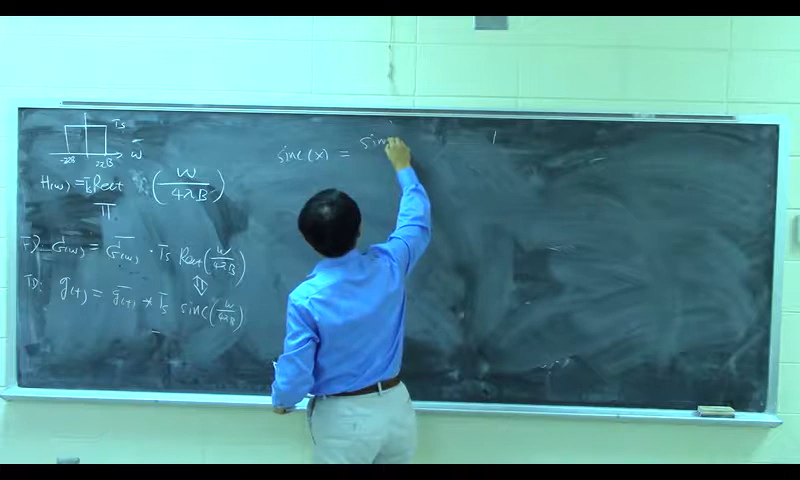 Ts
-2πB 2πB w
H(w) = Ts Rect (w/4πB)
Π
FD G(w) = G̅(w) · Ts Rect(w/4πB)
TD: g(t) = g̅(t) * Ts sinc(w/4πB)
sinc(x) = sin